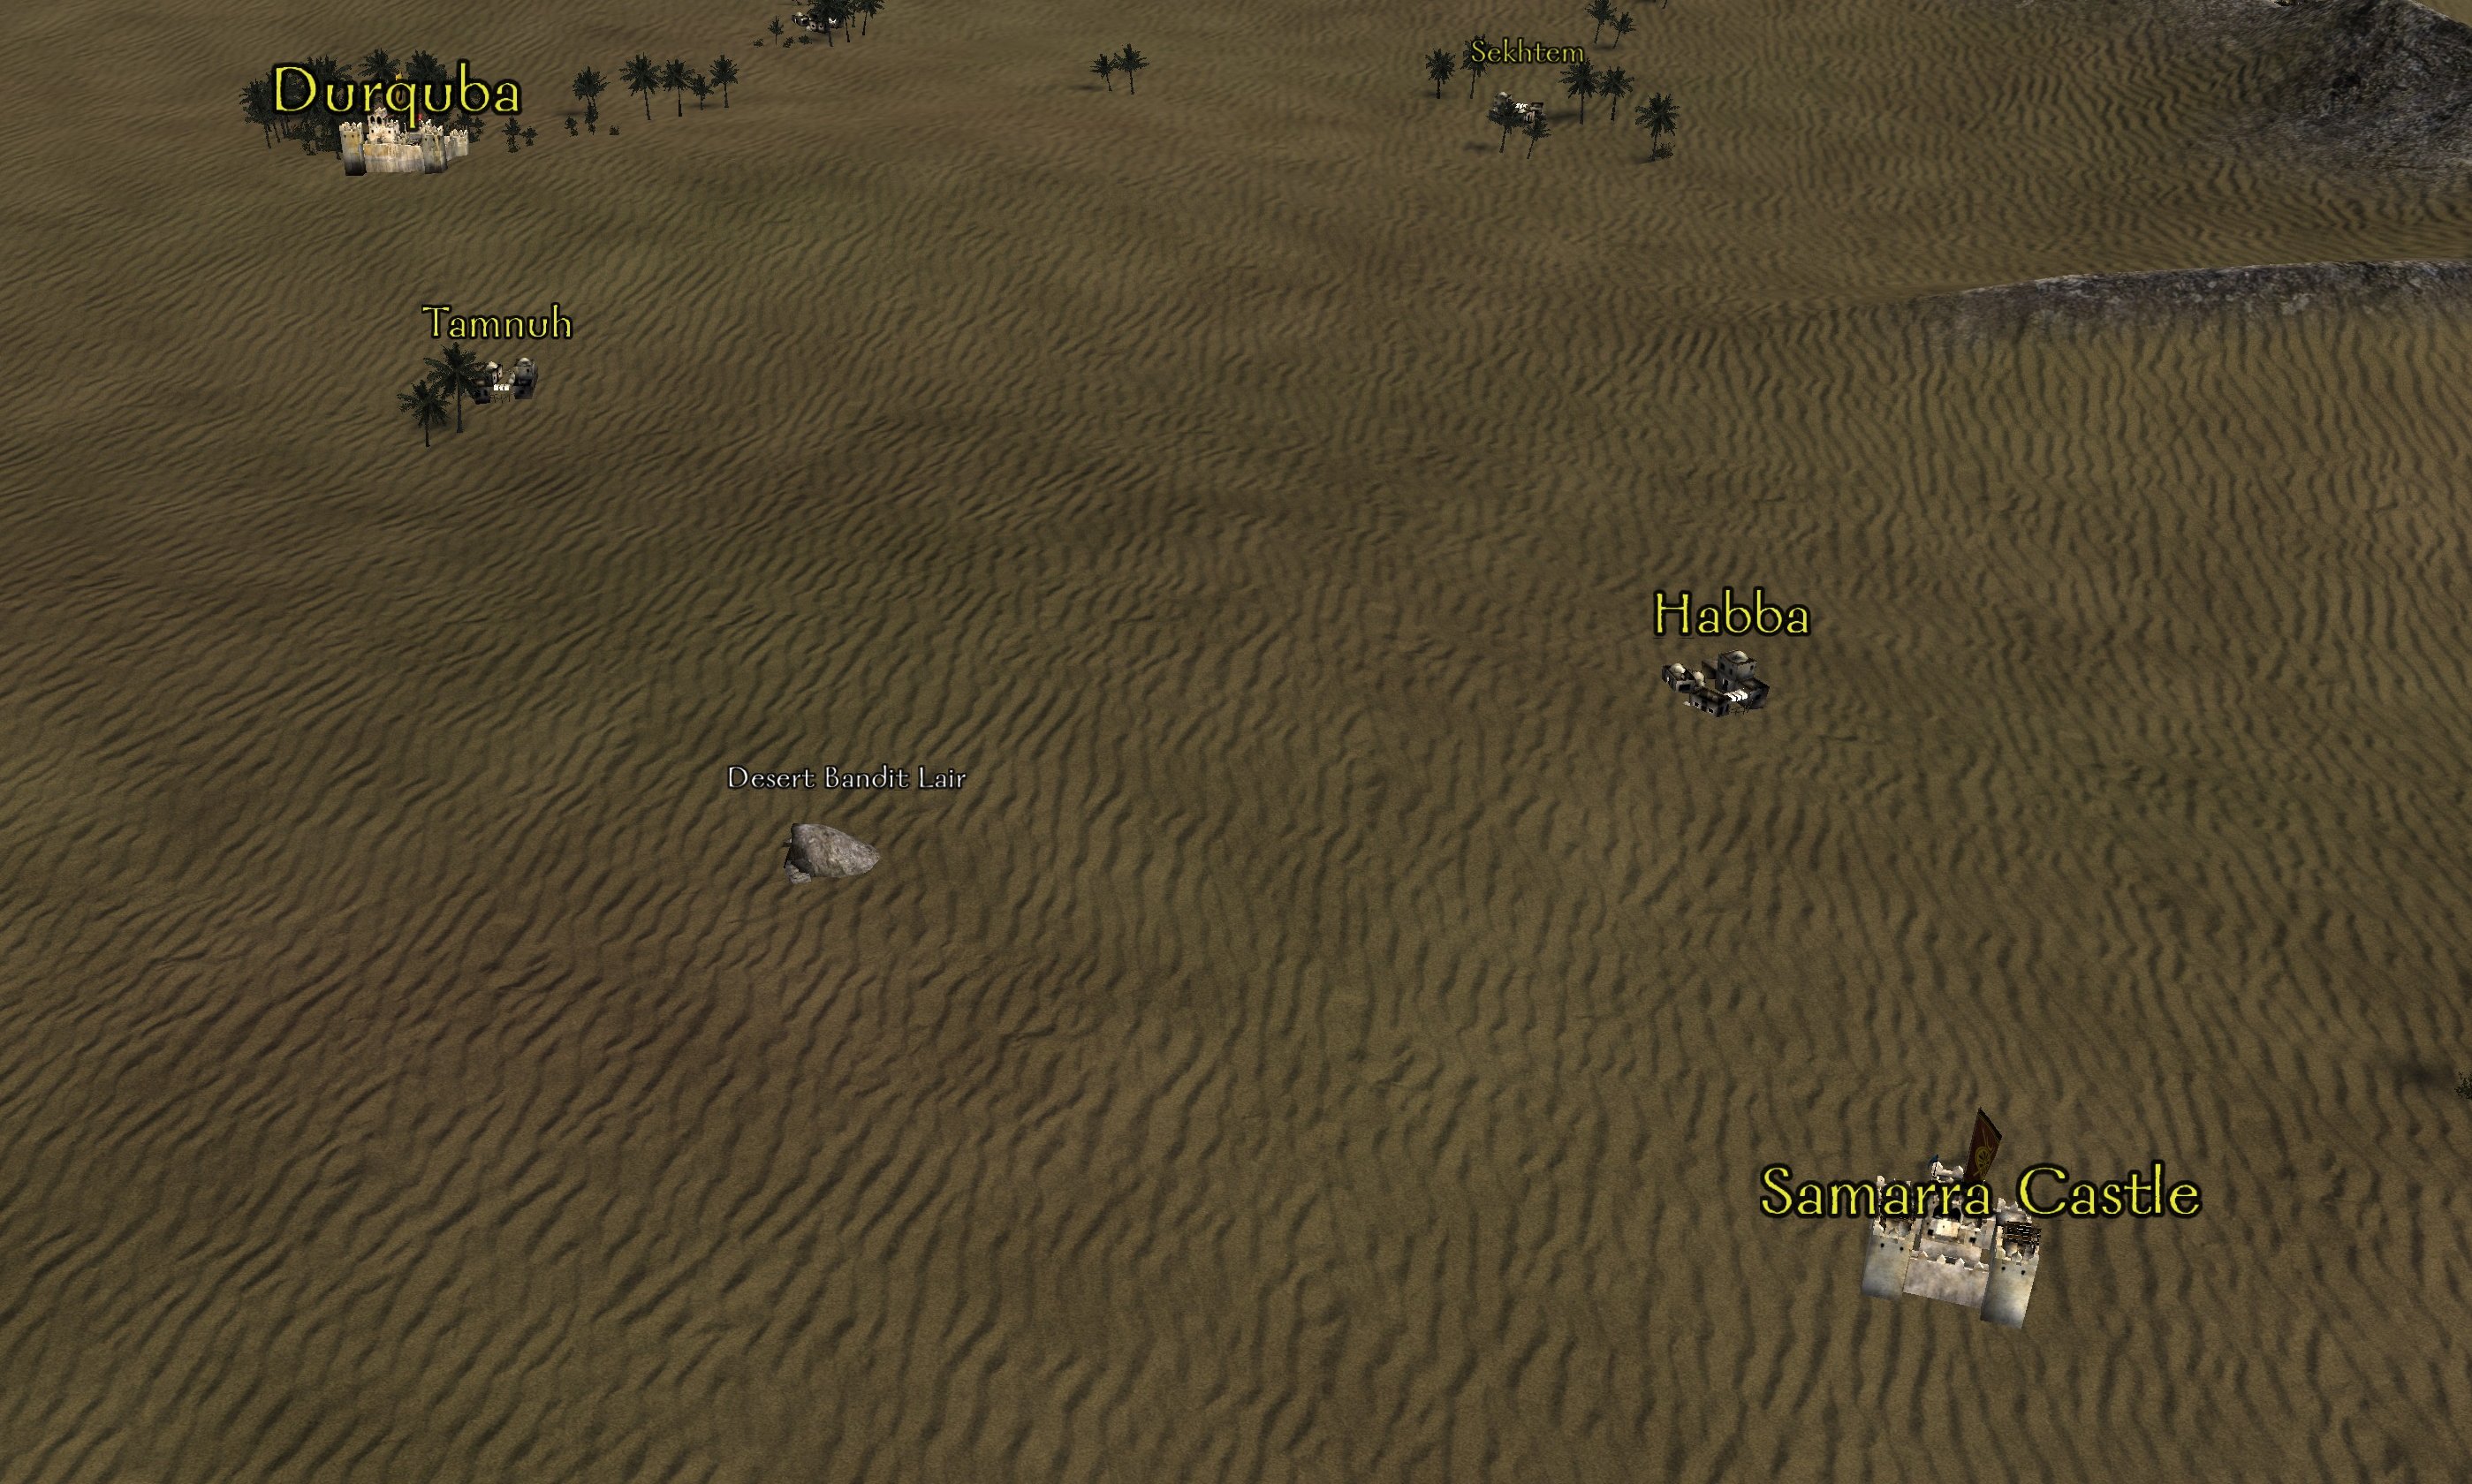 Sekhtem
Durquba
Tamnuh
Habba
Desert Bandit Lair
Samarra Castle